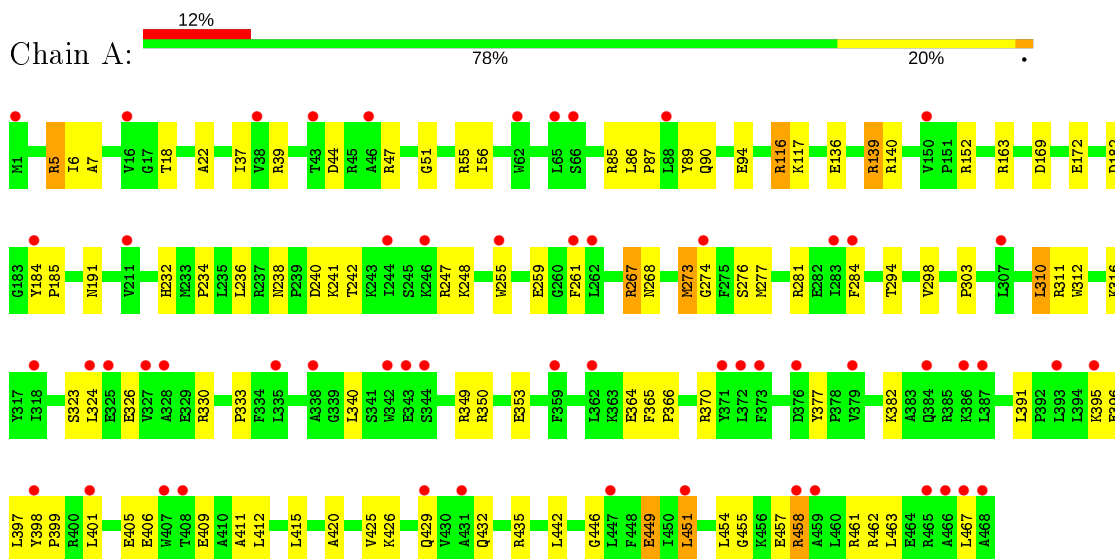 12%
Chain A:
78% 20% •
M1 R5 I6 A7 V16 G17 T18 A22 I37 V38 R39 T43 D44 R45 A46 R47 G51 R55 I56 W62 L65 S66 R85 L86 P87 L88 Y89 Q90 E94 R116 K117 E136 R139 R140 V150 P151 R152 R163 D169 E172 D182
G183 Y184 P185 N191 V211 H232 M233 P234 L235 L236 R237 N238 P239 D240 K241 T242 K243 I244 S245 K246 R247 K248 W255 E259 G260 F261 L262 R267 N268 M273 G274 F275 S276 M277 R281 E282 I283 F284 T294 V298 P303 L307 L310 R311 W312 K316
Y317 I318 S323 L324 E325 E326 V327 A328 E329 R330 P333 F334 L335 A338 G339 L340 S341 W342 E343 S344 R349 R350 E353 F359 L362 K363 E364 F365 P366 R370 Y371 L372 F373 D376 Y377 P378 V379 K382 A383 Q384 R385 K386 L387 L391 P392 L393 L394 K395
L397 Y398 P399 R400 L401 E405 E406 W407 T408 E409 A410 A411 L412 L415 A420 V425 K426 Q429 V430 A431 Q432 R435 L442 G446 L447 F448 E449 I450 L451 L454 G455 K456 E457 R458 A459 L460 R461 R462 L463 E464 A465 A466 L467 A468